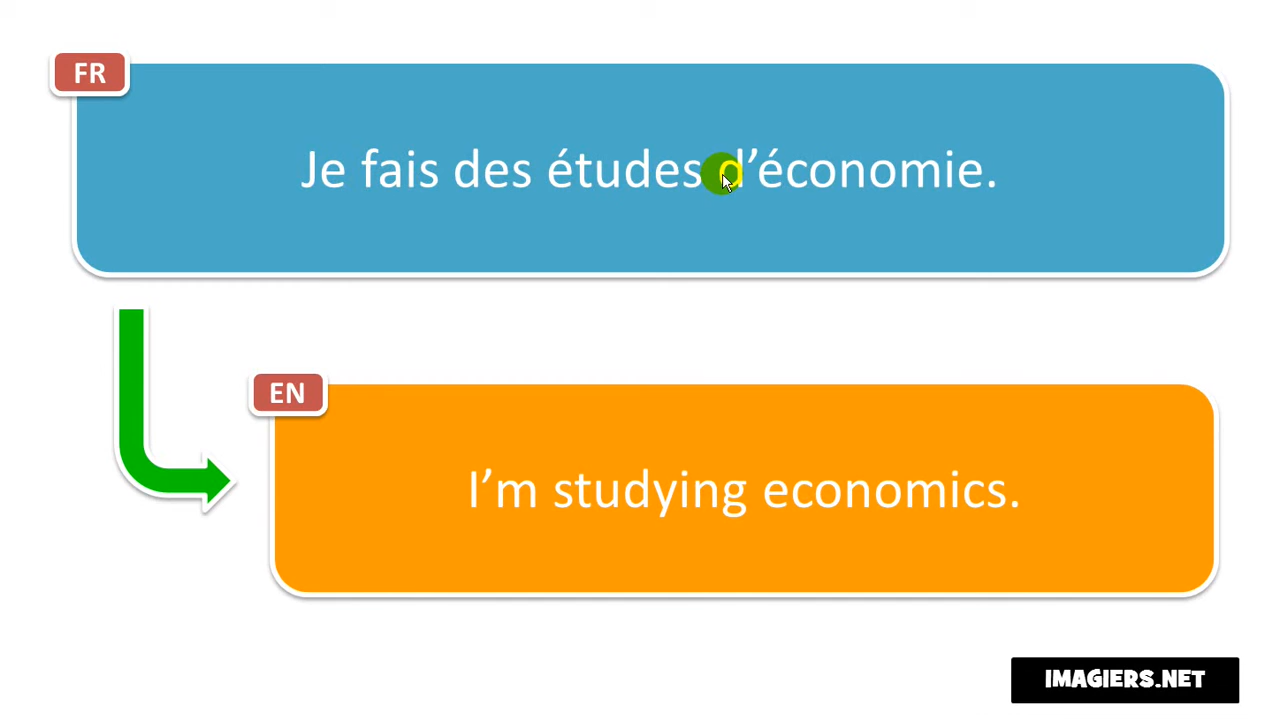 FR
Je fais des études d’économie.
EN
I’m studying economics.
IMAGIERS.NET